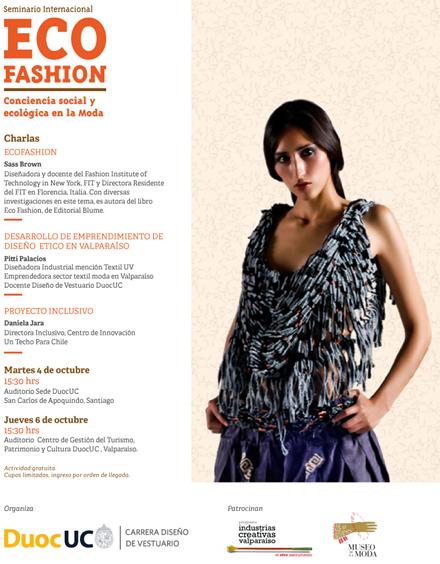 Seminario Internacional
ECO
FASHION
Conciencia social y
ecológica en la Moda
Charlas
ECOFASHION
Sass Brown
Diseñadora y docente del Fashion Institute of
Technology in New York, FIT y Directora Residente
del FIT en Florencia, Italia. Con diversas
investigaciones en este tema, es autora del libro
Eco Fashion, de Editorial Blume.
DESARROLLO DE EMPRENDIMIENTO DE
DISEÑO ETICO EN VALPARAÍSO
Pitti Palacios
Diseñadora Industrial mención Textil UV
Emprendedora sector textil moda en Valparaíso
Docente Diseño de Vestuario DuocUC
PROYECTO INCLUSIVO
Daniela Jara
Directora Inclusivo, Centro de Innovación
Un Techo Para Chile
Martes 4 de octubre
15:30 hrs
Auditorio Sede DuocUC
San Carlos de Apoquindo, Santiago
Jueves 6 de octubre
15:30 hrs
Auditorio Centro de Gestión del Turismo,
Patrimonio y Cultura DuocUC, Valparaíso.
Actividad gratuita.
Cupos limitados, ingreso por orden de llegada.
Organiza
DuocUC
CARRERA DISEÑO
DE VESTUARIO
Patrocinan
industrias
creativas
valparaíso
MUSEO
DE LA
MODA